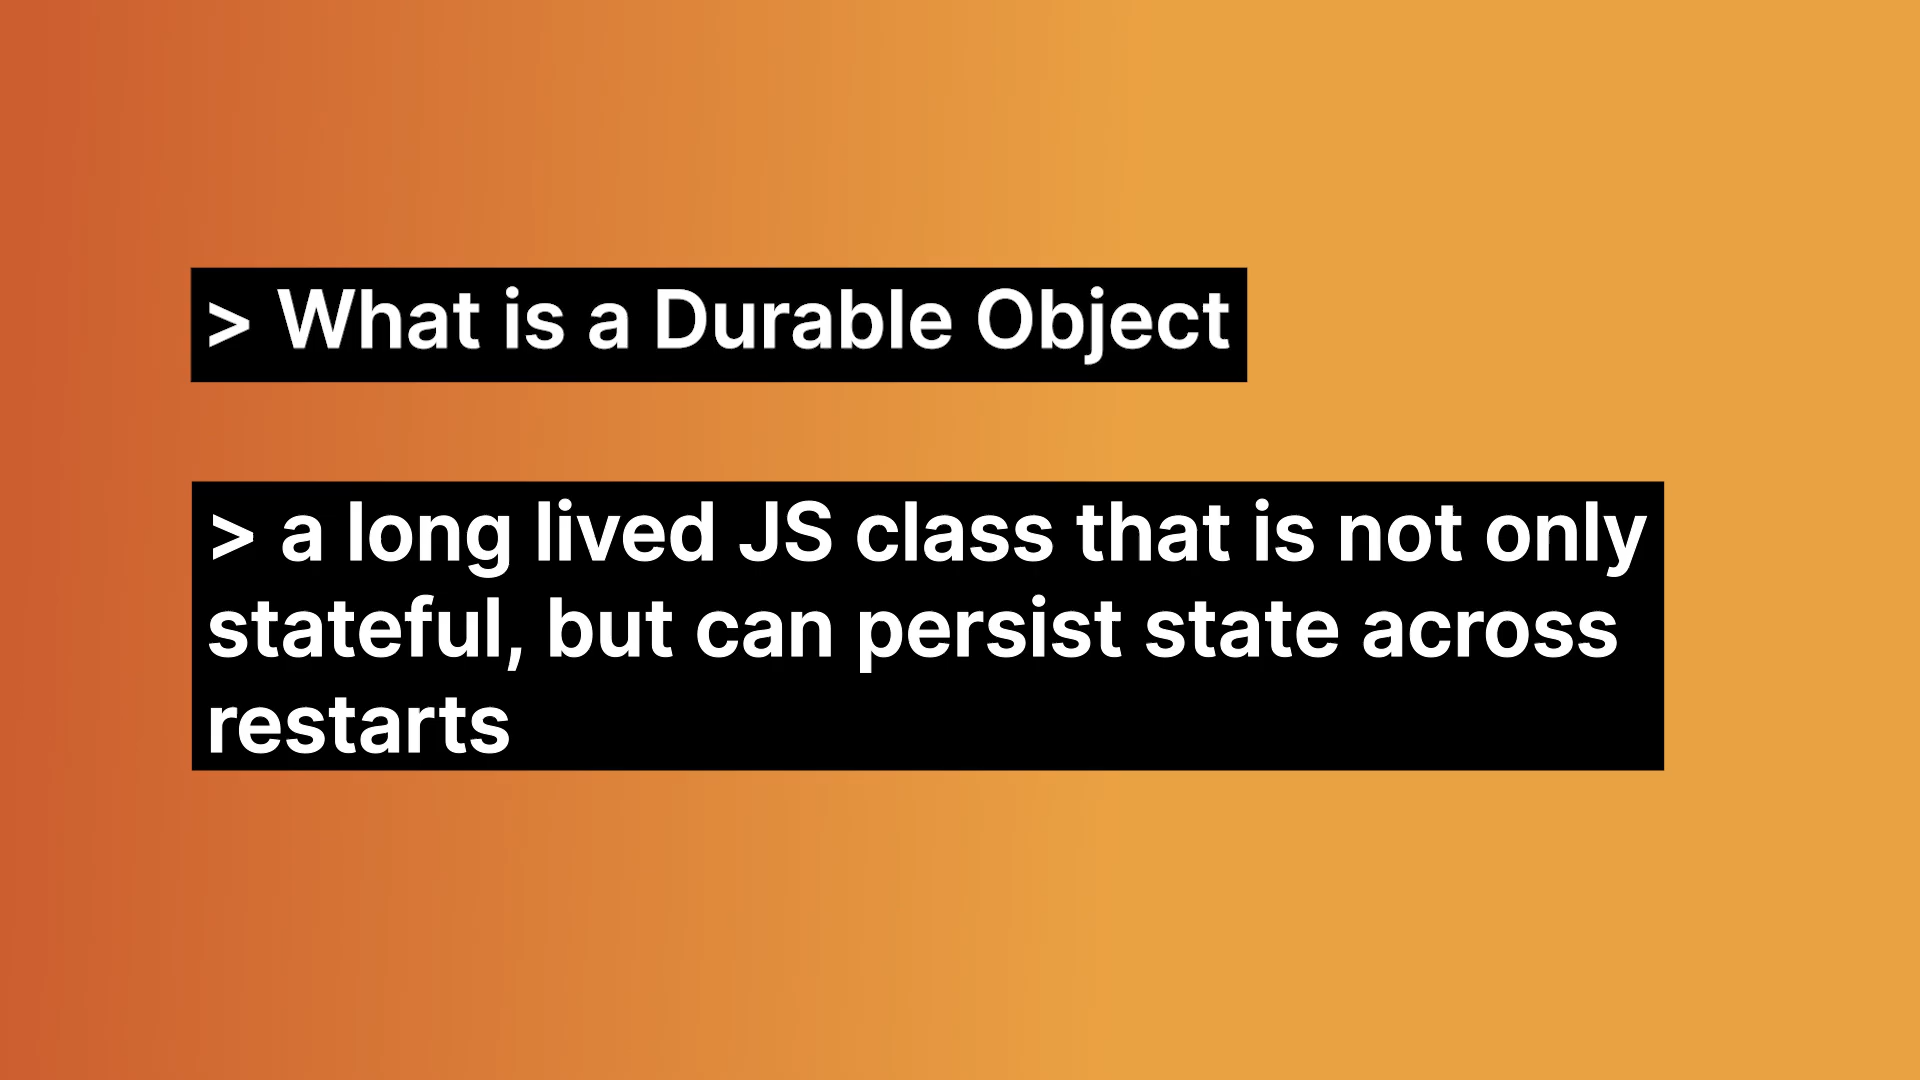 > What is a Durable Object
> a long lived JS class that is not only
stateful, but can persist state across
restarts